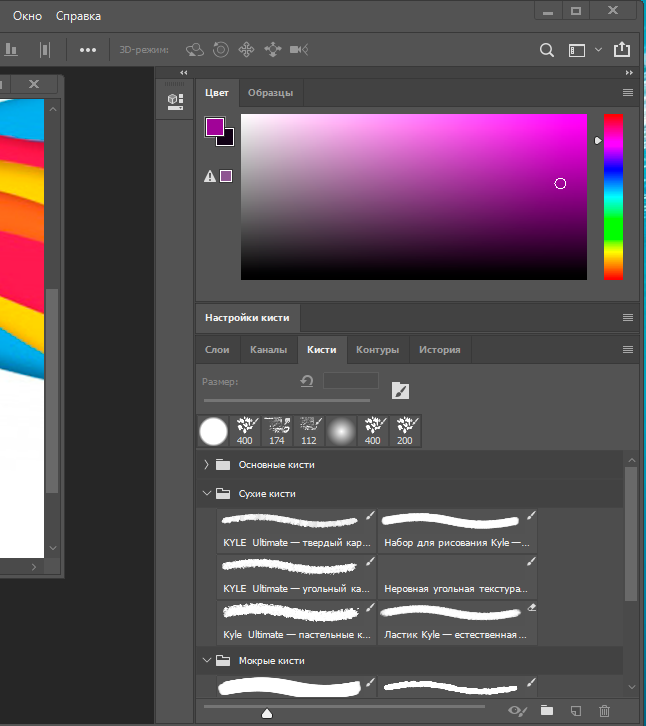 Окно Справка
3D-режим:
Цвет Образцы
Настройки кисти
Слои Каналы Кисти Контуры История
Размер:
400 174 112 400 200
Основные кисти
Сухие кисти
KYLE Ultimate — твердый кар... Набор для рисования Kyle — ...
KYLE Ultimate — угольный ка... Неровная угольная текстура...
Kyle Ultimate — пастельные к... Ластик Kyle — естественная ...
Мокрые кисти